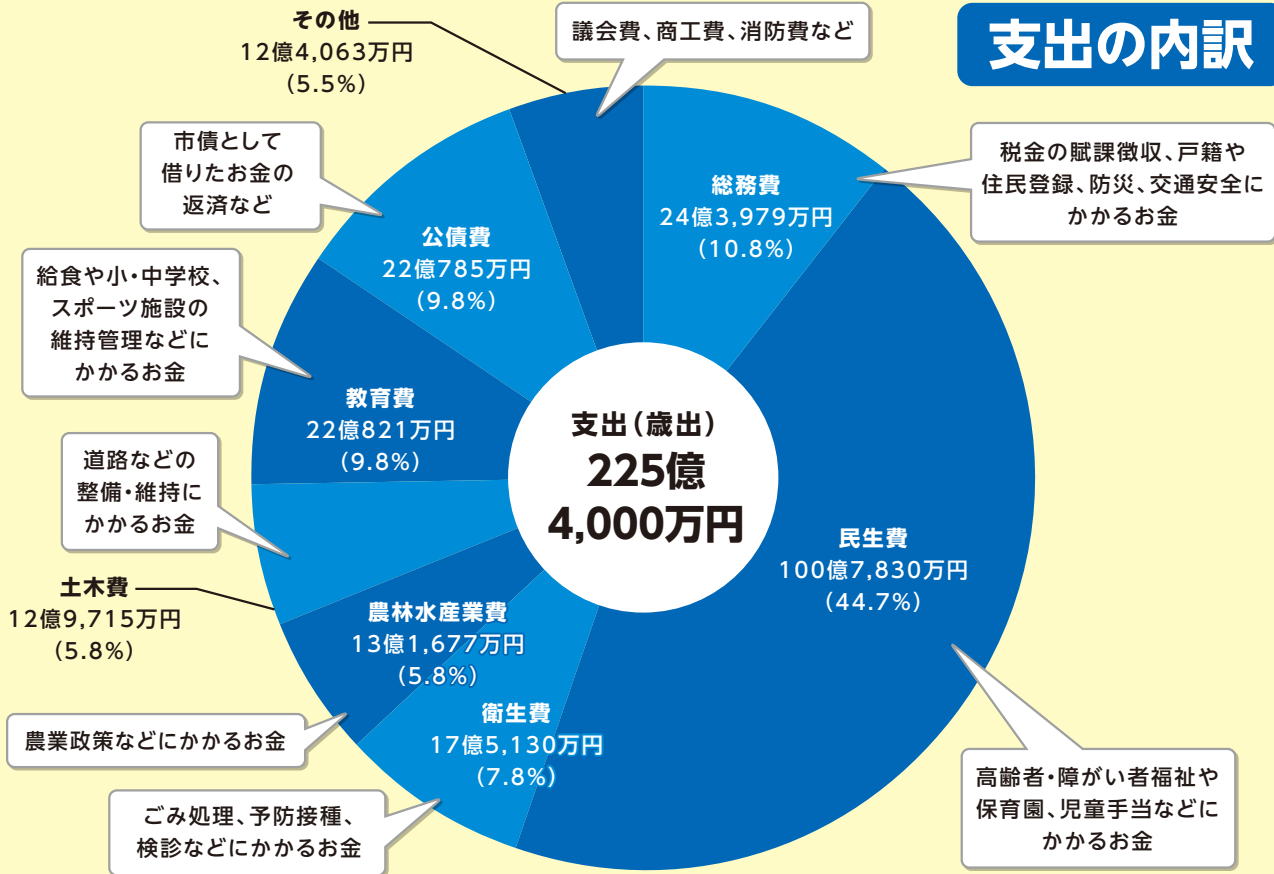 支出の内訳
その他
12億4,063万円
(5.5%)
議会費、商工費、消防費など
市債として
借りたお金の
返済など
税金の賦課徴収、戸籍や
住民登録、防災、交通安全に
かかるお金
総務費
24億3,979万円
(10.8%)
公債費
22億785万円
(9.8%)
給食や小・中学校、
スポーツ施設の
維持管理などに
かかるお金
教育費
22億821万円
(9.8%)
支出(歳出)
225億
4,000万円
道路などの
整備・維持に
かかるお金
民生費
100億7,830万円
(44.7%)
土木費
12億9,715万円
(5.8%)
農林水産業費
13億1,677万円
(5.8%)
衛生費
17億5,130万円
(7.8%)
農業政策などにかかるお金
高齢者・障がい者福祉や
保育園、児童手当などに
かかるお金
ごみ処理、予防接種、
検診などにかかるお金